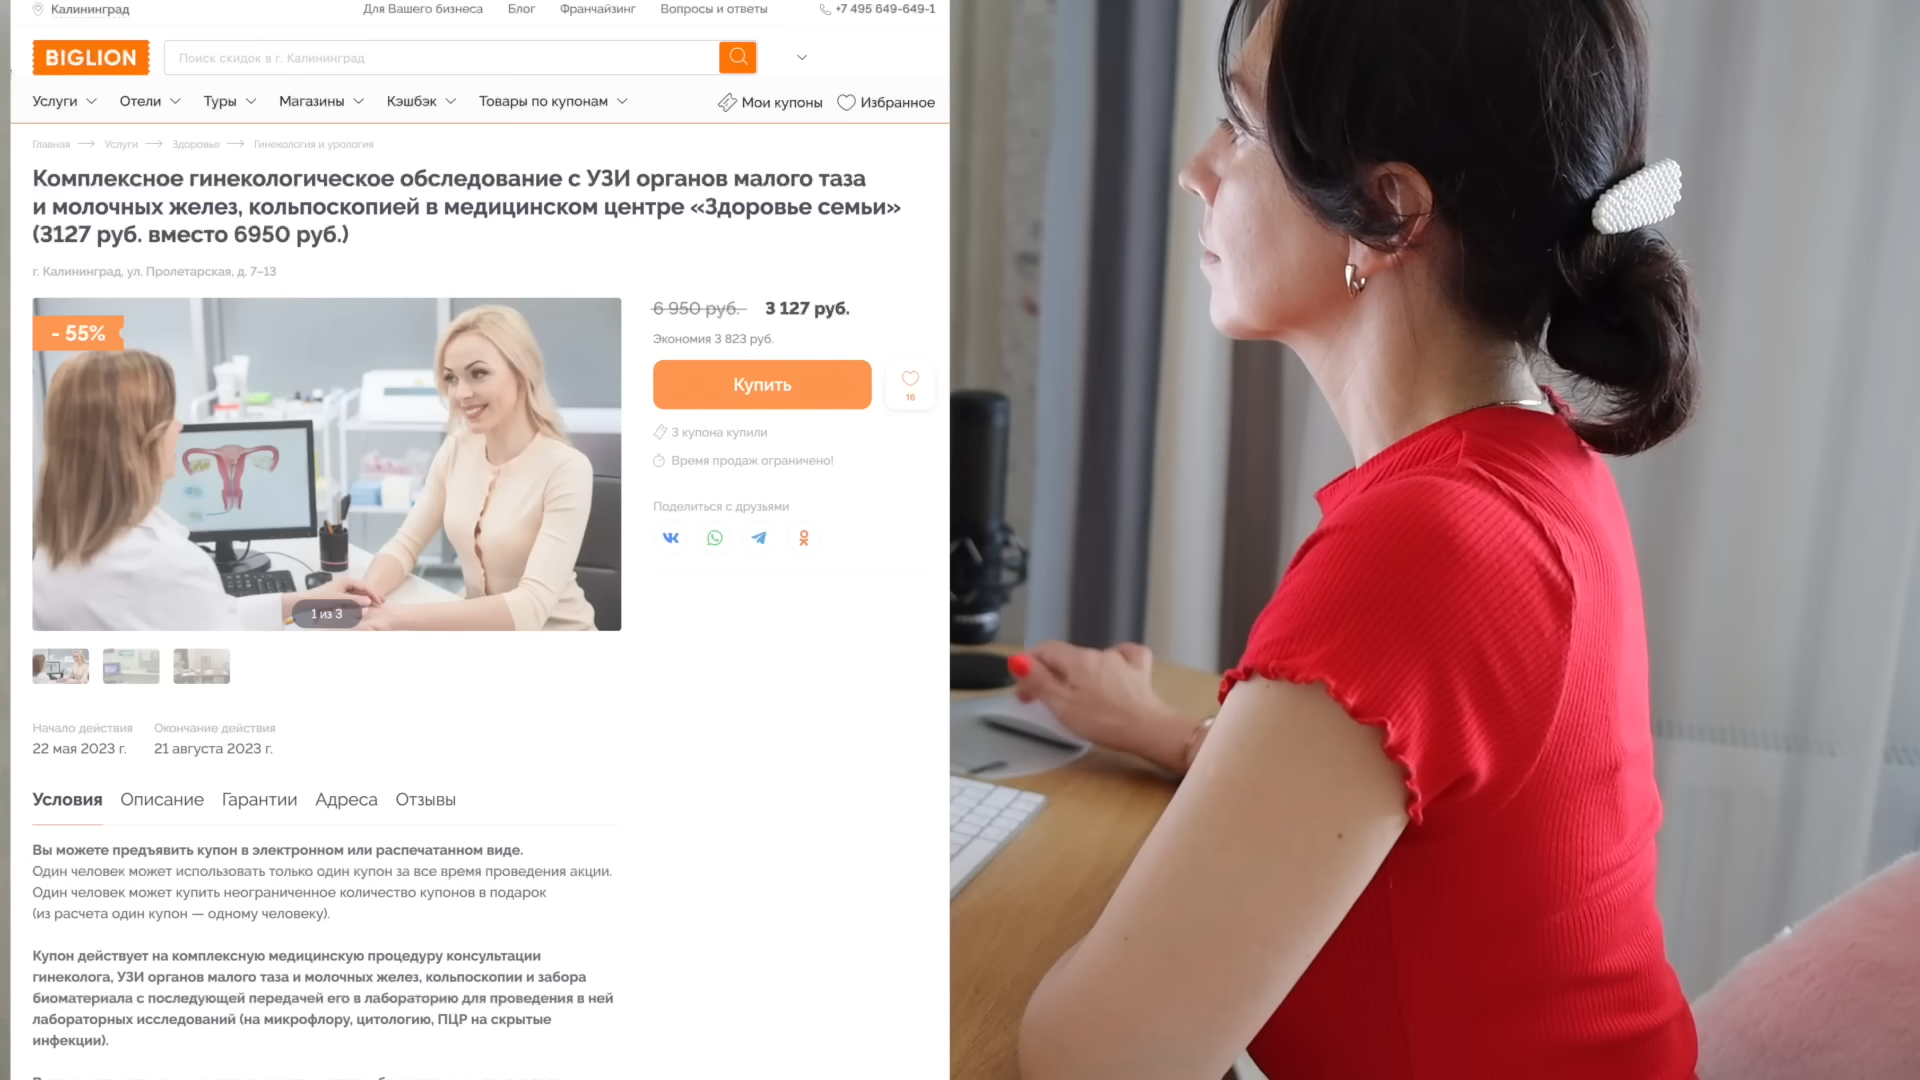 Калининград Для Вашего бизнеса Блог Франчайзинг Вопросы и ответы +7 495 649-649-1
BIGLION Поиск скидок в г. Калининград
Услуги Отели Туры Магазины Кэшбэк Товары по купонам Мои купоны Избранное
Главная Услуги Здоровье Гинекология и урология
Комплексное гинекологическое обследование с УЗИ органов малого таза
и молочных желез, кольпоскопией в медицинском центре «Здоровье семьи»
(3127 руб. вместо 6950 руб.)
г. Калининград, ул. Пролетарская, д. 7–13
- 55%
1 из 3
6 950 руб. 3 127 руб.
Экономия 3 823 руб.
Купить
16
3 купона купили
Время продаж ограничено!
Поделиться с друзьями
Начало действия Окончание действия
22 мая 2023 г. 21 августа 2023 г.
Условия Описание Гарантии Адреса Отзывы
Вы можете предъявить купон в электронном или распечатанном виде.
Один человек может использовать только один купон за все время проведения акции.
Один человек может купить неограниченное количество купонов в подарок
(из расчета один купон — одному человеку).
Купон действует на комплексную медицинскую процедуру консультации
гинеколога, УЗИ органов малого таза и молочных желез, кольпоскопии и забора
биоматериала с последующей передачей его в лабораторию для проведения в ней
лабораторных исследований (на микрофлору, цитологию, ПЦР на скрытые
инфекции).